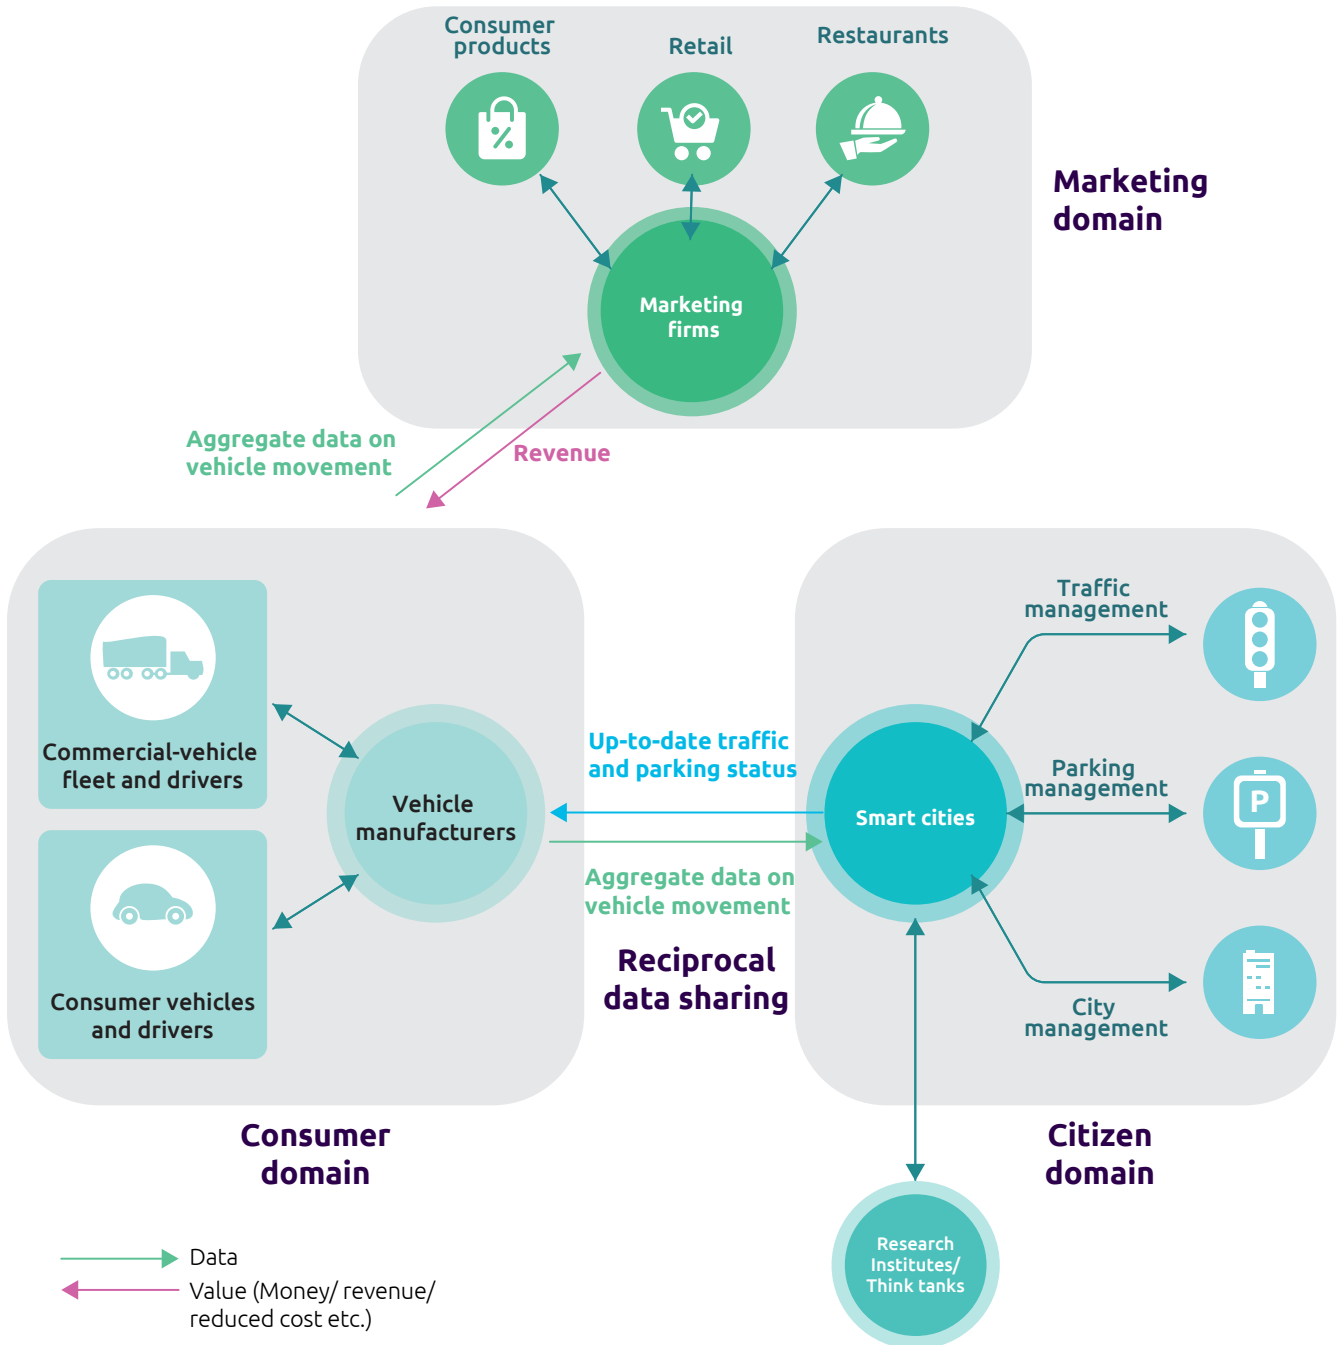 Consumer
products
Retail
Restaurants
Marketing
domain
Marketing
firms
Aggregate data on
vehicle movement
Revenue
Commercial-vehicle
fleet and drivers
Vehicle
manufacturers
Consumer vehicles
and drivers
Up-to-date traffic
and parking status
Aggregate data on
vehicle movement
Reciprocal
data sharing
Smart cities
Traffic
management
Parking
management
P
City
management
Consumer
domain
Citizen
domain
Research
Institutes/
Think tanks
Data
Value (Money/ revenue/
reduced cost etc.)